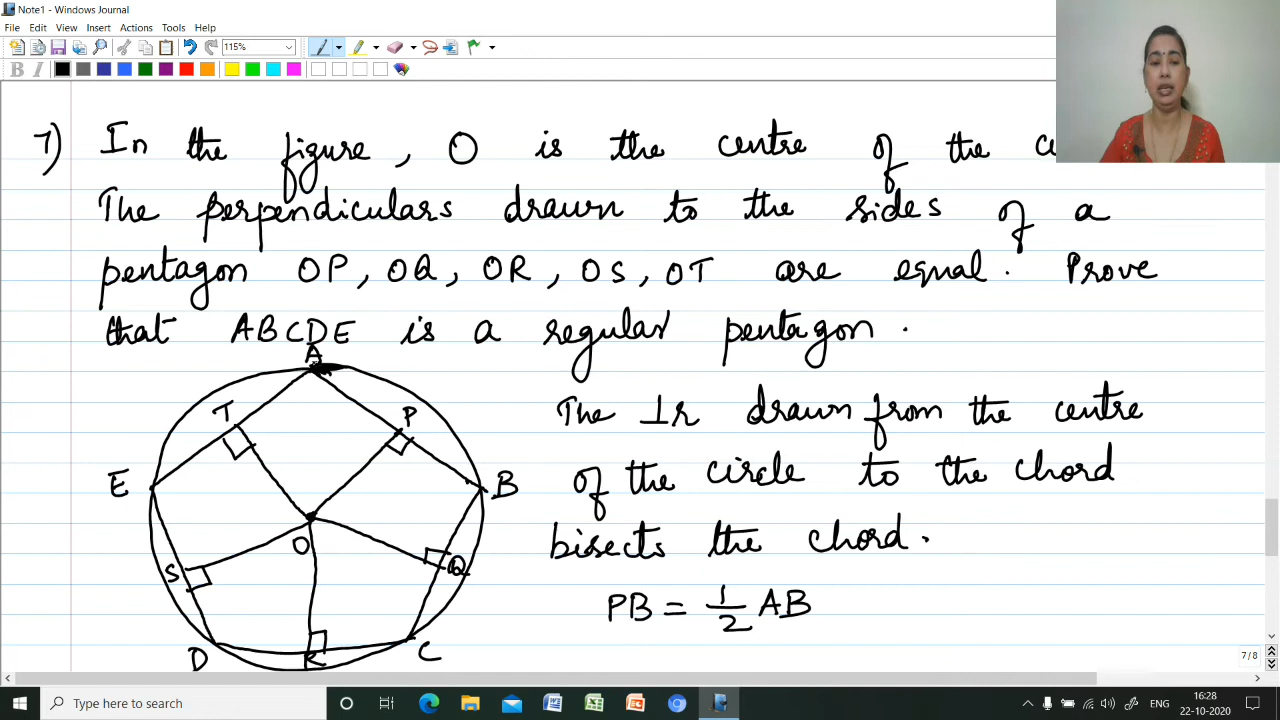 Note1 - Windows Journal
File Edit View Insert Actions Tools Help
115%
B I
7) In the figure, O is the centre of the
The perpendiculars drawn to the sides of a
pentagon OP, OQ, OR, OS, OT are equal. Prove
that ABCDE is a regular pentagon.
A
T P
E B
O
S Q
D R C
The ⊥r drawn from the centre
of the circle to the chord
bisects the chord.
PB = 1/2 AB
7/8
Type here to search
ENG
16:28
22-10-2020